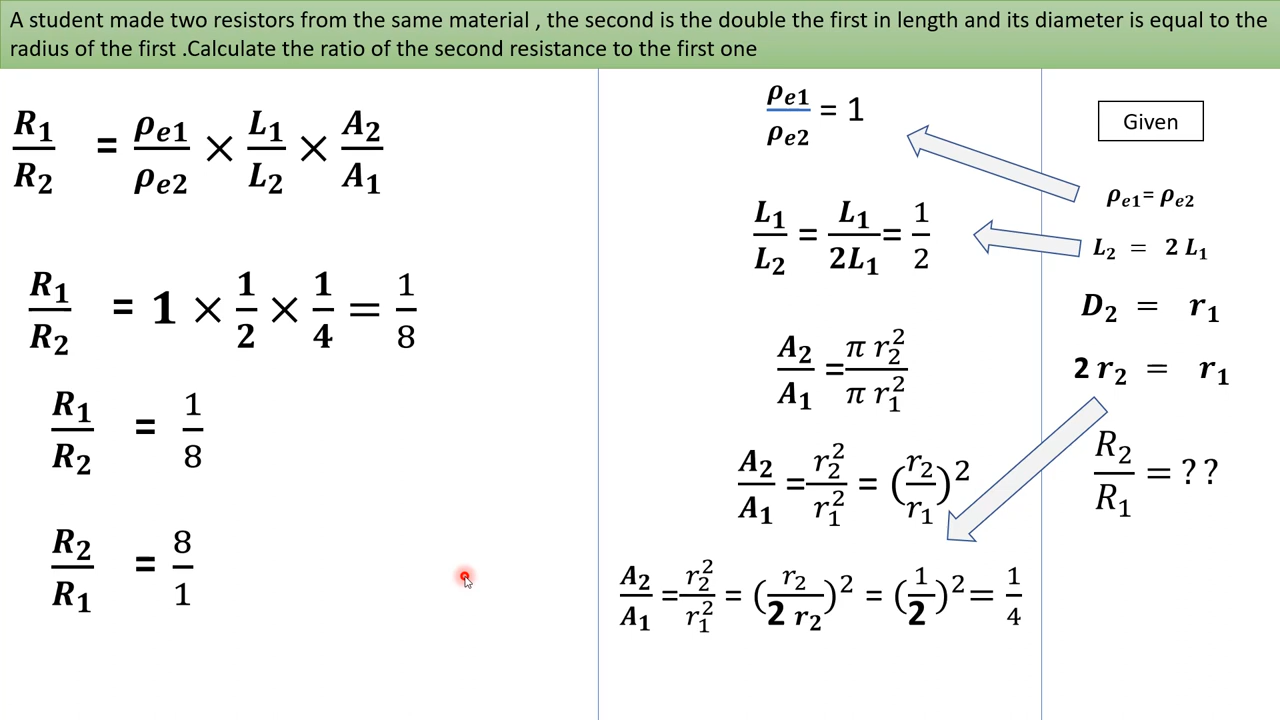 A student made two resistors from the same material , the second is the double the first in length and its diameter is equal to the
radius of the first .Calculate the ratio of the second resistance to the first one
R₁/R₂ = ρₑ₁/ρₑ₂ × L₁/L₂ × A₂/A₁
R₁/R₂ = 1 × 1/2 × 1/4 = 1/8
R₁/R₂ = 1/8
R₂/R₁ = 8/1
ρₑ₁/ρₑ₂ = 1
L₁/L₂ = L₁/2L₁ = 1/2
A₂/A₁ = π r₂²/π r₁²
A₂/A₁ = r₂²/r₁² = (r₂/r₁)²
A₂/A₁ = r₂²/r₁² = (r₂/2 r₂)² = (1/2)² = 1/4
Given
ρₑ₁= ρₑ₂
L₂ = 2 L₁
D₂ = r₁
2 r₂ = r₁
R₂/R₁ = ??